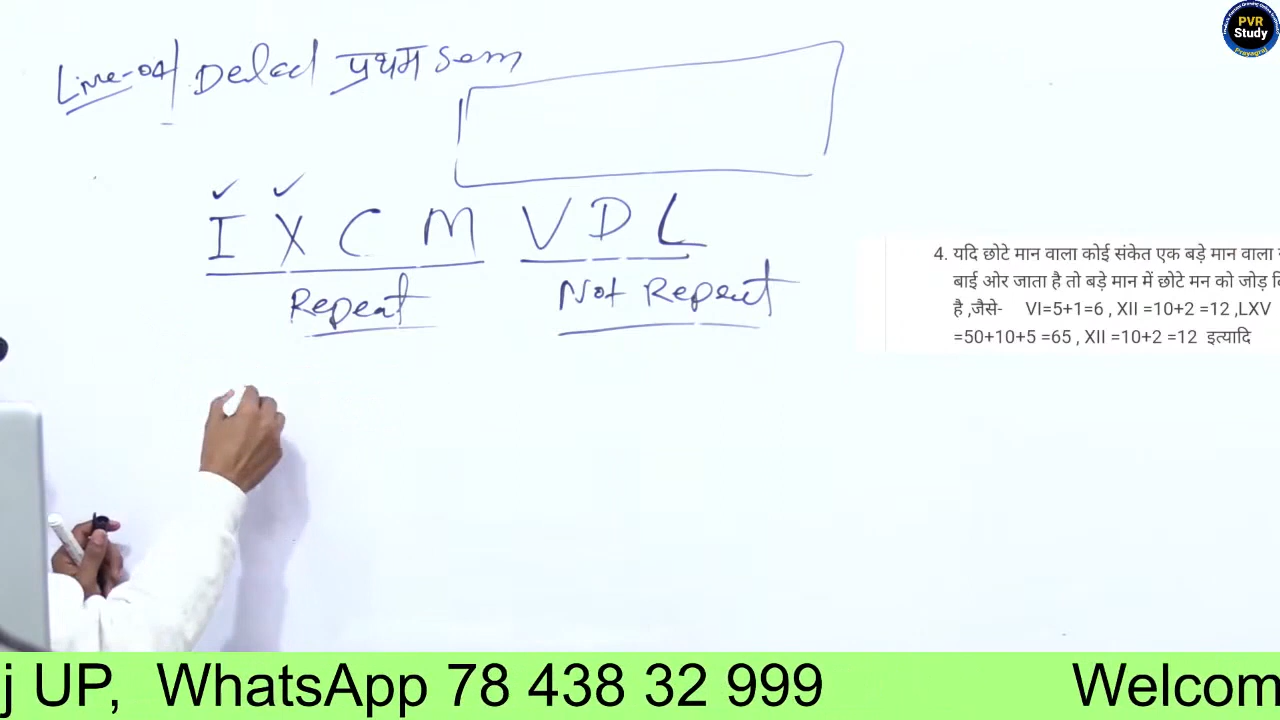 Live-04 Delad प्रथम sem
I X C M V D L
Repeat Not Repeat
4. यदि छोटे मान वाला कोई संकेत एक बड़े मान वाला
बाई ओर जाता है तो बड़े मान में छोटे मन को जोड़
है ,जैसे- VI=5+1=6 , XII =10+2 =12 ,LXV
=50+10+5 =65 , XII =10+2 =12 इत्यादि
PVR
Study
Prayagraj
j UP, WhatsApp 78 438 32 999 Welcom